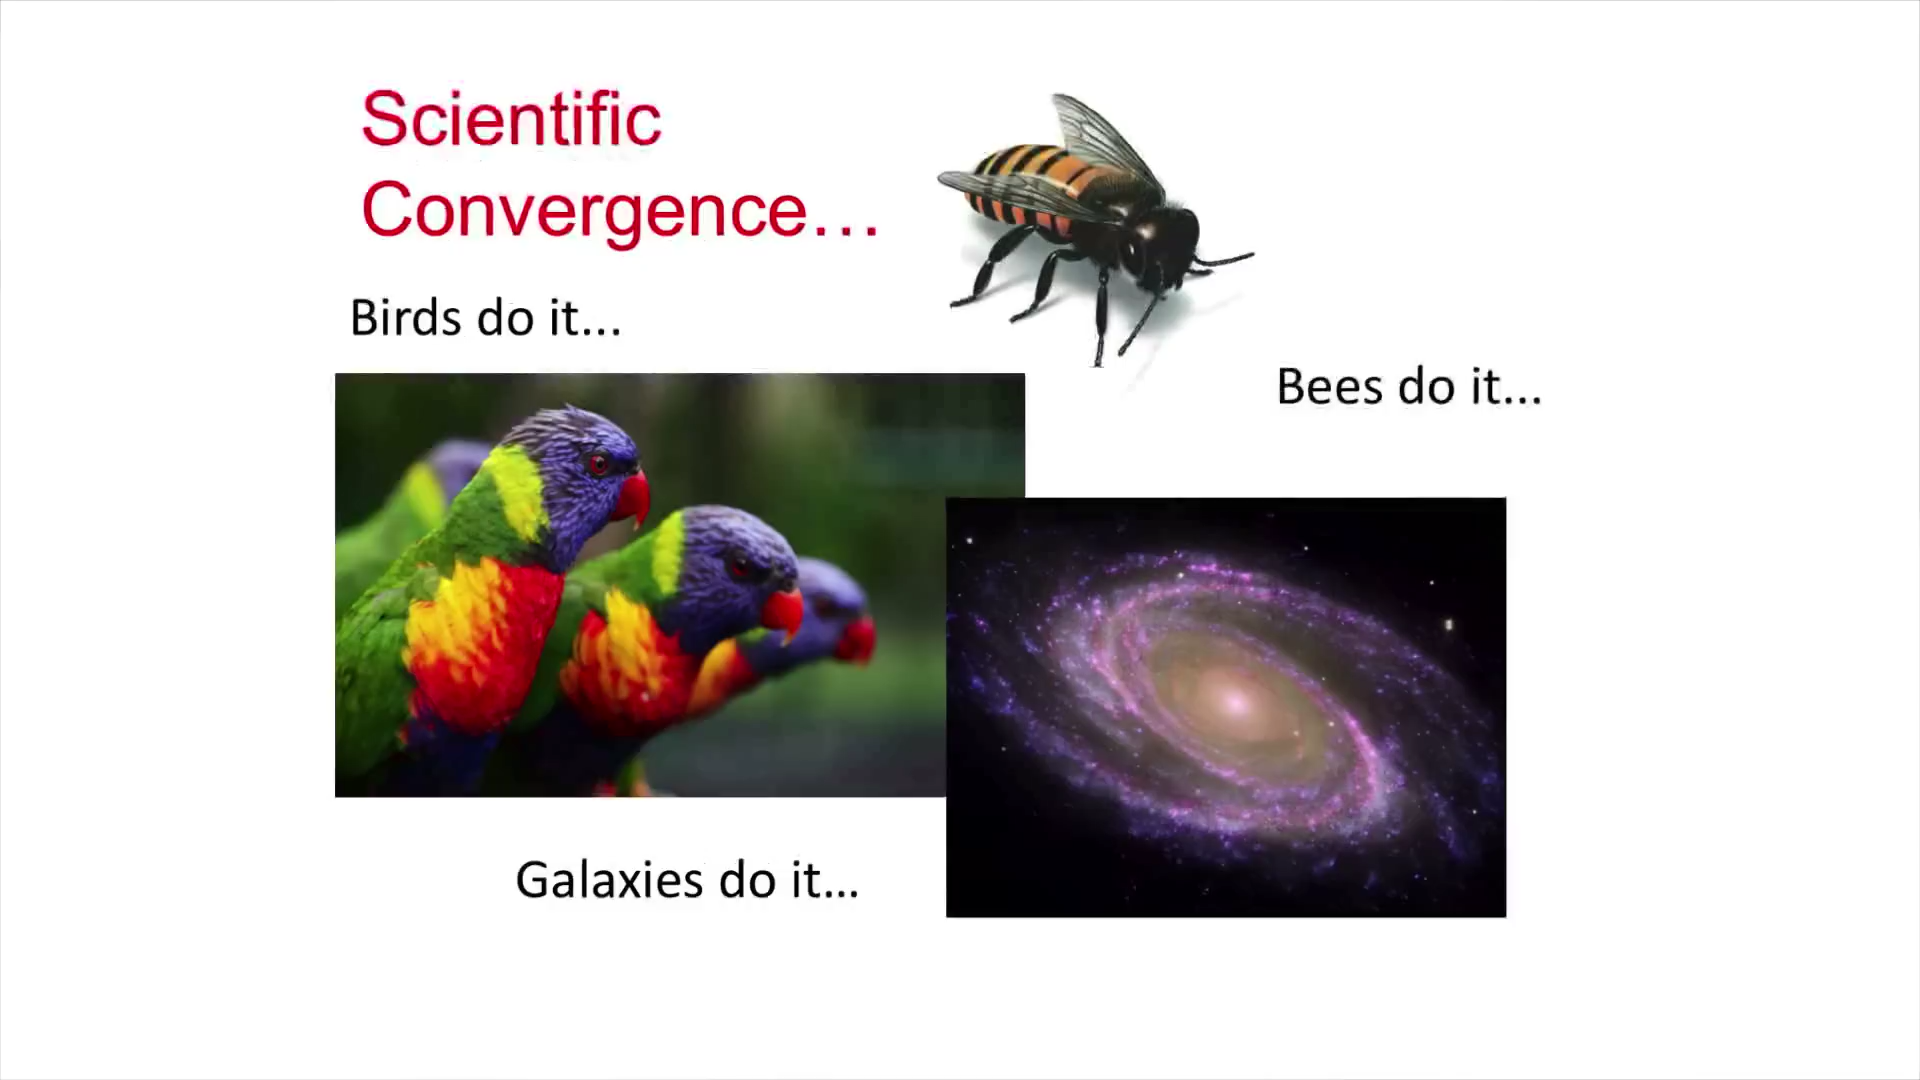 Scientific
Convergence…
Birds do it...
Bees do it...
Galaxies do it...